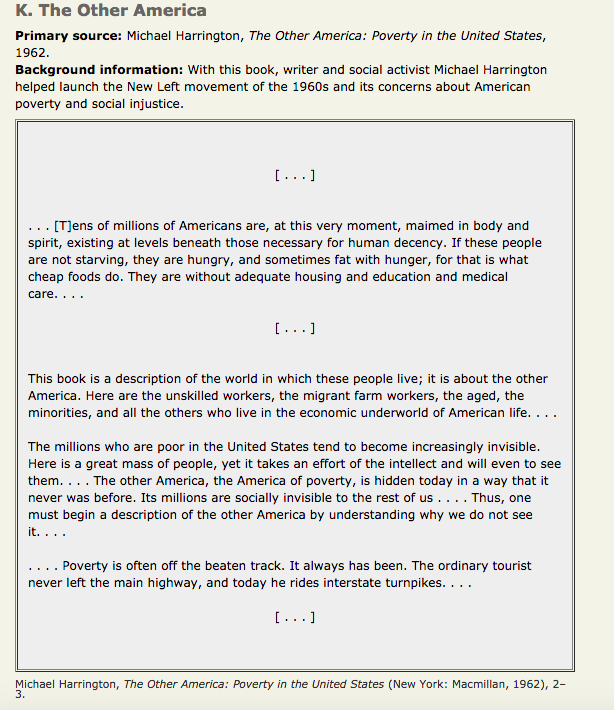 K. The Other America
Primary source: Michael Harrington, The Other America: Poverty in the United States,
1962.
Background information: With this book, writer and social activist Michael Harrington
helped launch the New Left movement of the 1960s and its concerns about American
poverty and social injustice.
[ . . . ]
. . . [T]ens of millions of Americans are, at this very moment, maimed in body and
spirit, existing at levels beneath those necessary for human decency. If these people
are not starving, they are hungry, and sometimes fat with hunger, for that is what
cheap foods do. They are without adequate housing and education and medical
care. . . .
[ . . . ]
This book is a description of the world in which these people live; it is about the other
America. Here are the unskilled workers, the migrant farm workers, the aged, the
minorities, and all the others who live in the economic underworld of American life. . . .
The millions who are poor in the United States tend to become increasingly invisible.
Here is a great mass of people, yet it takes an effort of the intellect and will even to see
them. . . . The other America, the America of poverty, is hidden today in a way that it
never was before. Its millions are socially invisible to the rest of us . . . . Thus, one
must begin a description of the other America by understanding why we do not see
it. . . .
. . . . Poverty is often off the beaten track. It always has been. The ordinary tourist
never left the main highway, and today he rides interstate turnpikes. . . .
[ . . . ]
Michael Harrington, The Other America: Poverty in the United States (New York: Macmillan, 1962), 2–
3.